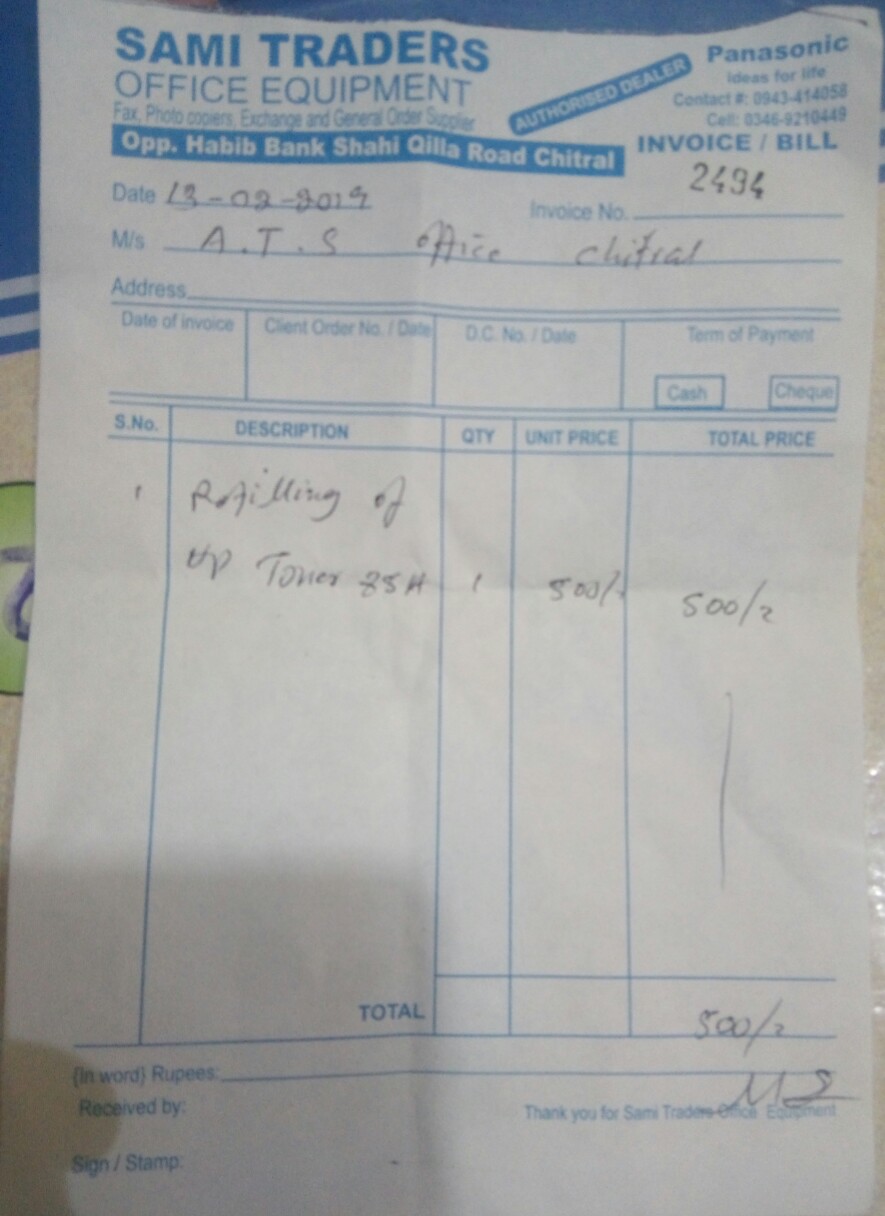 SAMI TRADERS
OFFICE EQUIPMENT
Fax, Photo copiers, Exchange and General Order Supplier
Opp. Habib Bank Shahi Qilla Road Chitral
AUTHORISED DEALER
Panasonic
Ideas for life
Contact #: 0943-414058
Cell: 0346-9210449
INVOICE / BILL
Date 13-02-2019
Invoice No. 2494
M/s A.T.S office chitral
Address
Date of invoice Client Order No. / Date D.C. No. / Date Term of Payment
Cash Cheque
S.No. DESCRIPTION QTY UNIT PRICE TOTAL PRICE
1 Refilling of
HP Toner 85A 1 500/- 500/-
TOTAL 500/-
(In word) Rupees:
Received by:
Thank you for Sami Traders Office Equipment
Sign / Stamp: